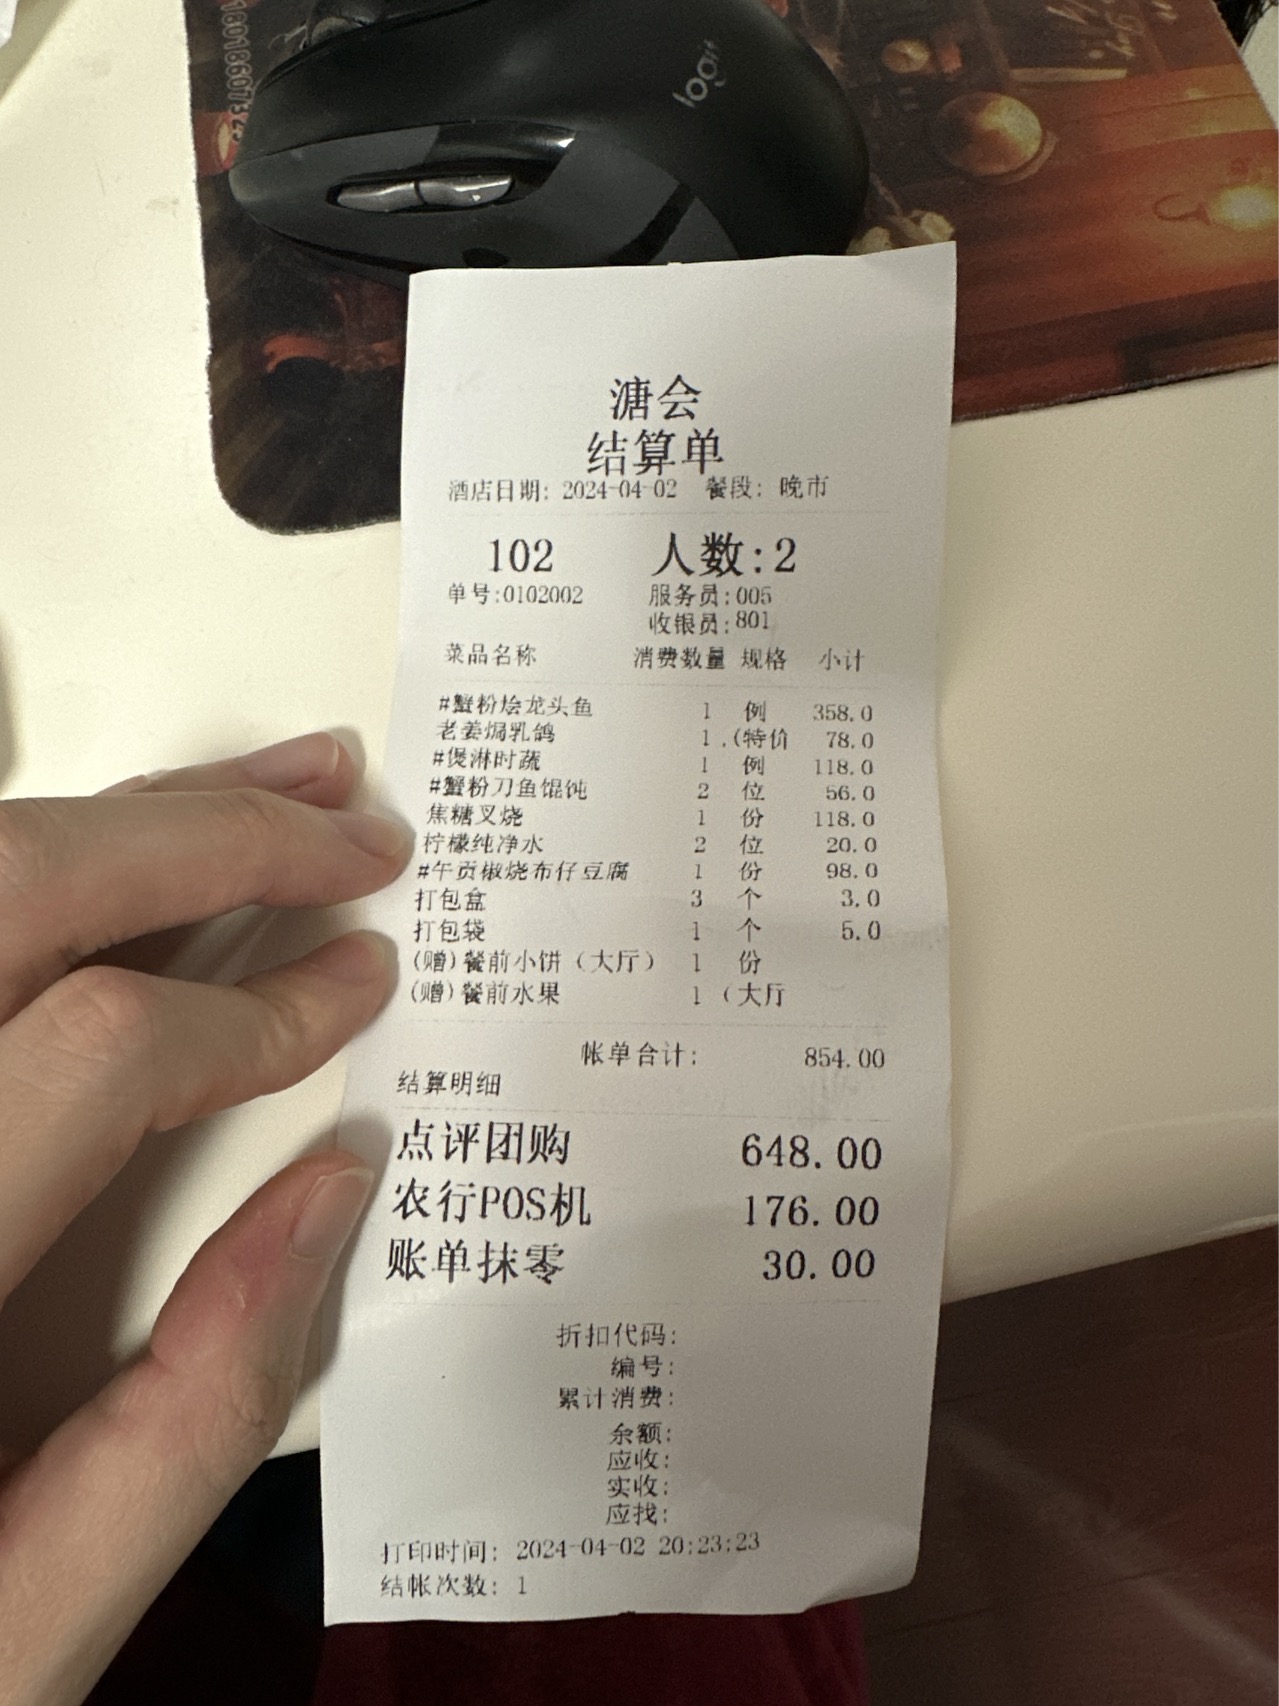 logi
溏会
结算单
酒店日期: 2024-04-02 餐段: 晚市
102 人数:2
单号:0102002 服务员:005
收银员:801
菜品名称 消费数量 规格 小计
#蟹粉烩龙头鱼 1 例 358.0
老姜焗乳鸽 1 .(特价 78.0
#煲淋时蔬 1 例 118.0
#蟹粉刀鱼馄饨 2 位 56.0
焦糖叉烧 1 份 118.0
柠檬纯净水 2 位 20.0
#午贡椒烧布仔豆腐 1 份 98.0
打包盒 3 个 3.0
打包袋 1 个 5.0
(赠)餐前小饼（大厅） 1 份
(赠)餐前水果 1 （大厅
帐单合计: 854.00
结算明细
点评团购 648.00
农行POS机 176.00
账单抹零 30.00
折扣代码:
编号:
累计消费:
余额:
应收:
实收:
应找:
打印时间: 2024-04-02 20:23:23
结帐次数: 1